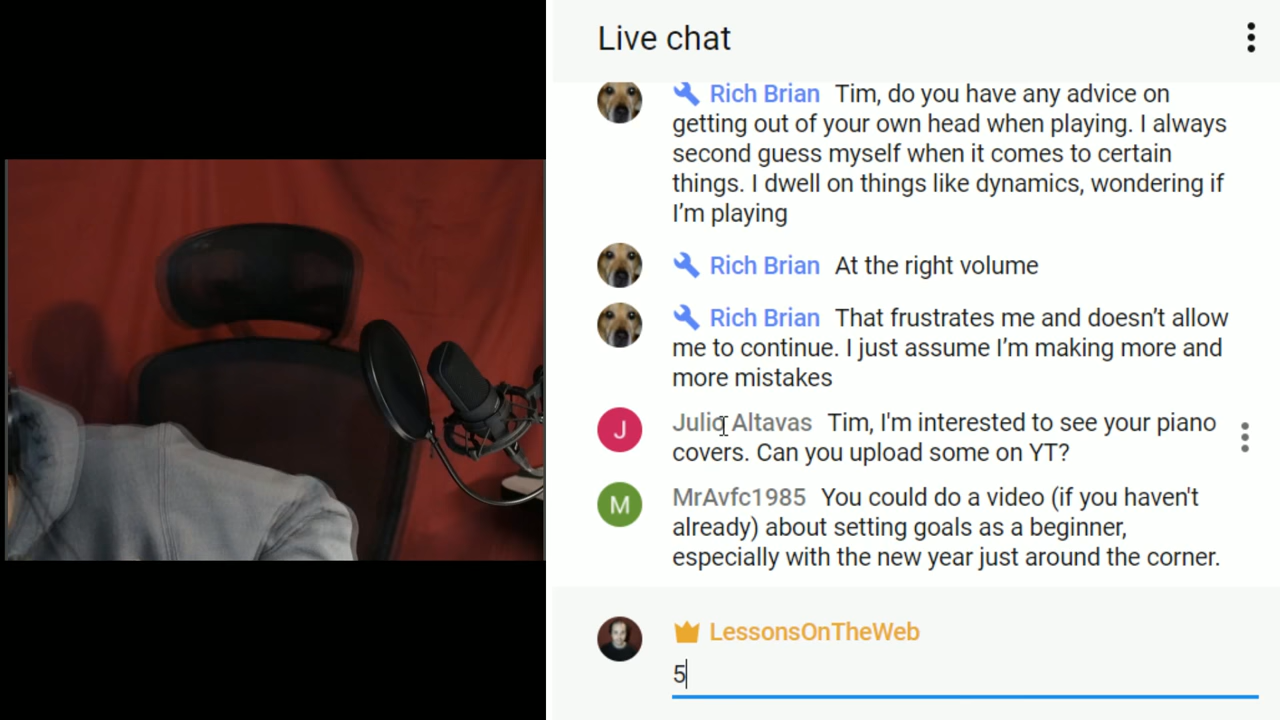 Live chat
Rich Brian Tim, do you have any advice on
getting out of your own head when playing. I always
second guess myself when it comes to certain
things. I dwell on things like dynamics, wondering if
I’m playing
Rich Brian At the right volume
Rich Brian That frustrates me and doesn’t allow
me to continue. I just assume I’m making more and
more mistakes
J
Julio Altavas Tim, I'm interested to see your piano
covers. Can you upload some on YT?
M
MrAvfc1985 You could do a video (if you haven't
already) about setting goals as a beginner,
especially with the new year just around the corner.
LessonsOnTheWeb
5